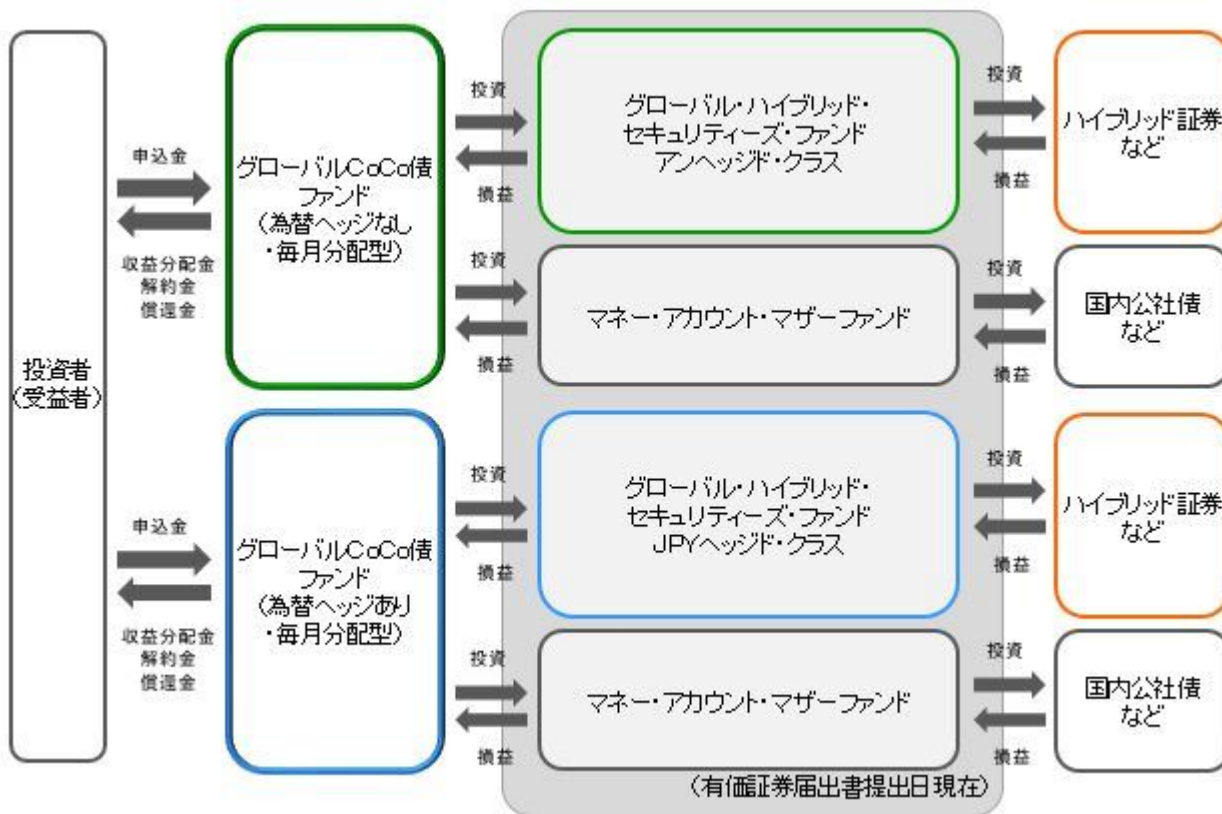 投資者
(受益者)
申込金
収益分配金
解約金
償還金
グローバルCoCo債
ファンド
(為替ヘッジなし
・毎月分配型)
投資
損益
グローバル・ハイブリッド・
セキュリティーズ・ファンド
アンヘッジド・クラス
投資
損益
ハイブリッド証券
など
投資
損益
マネー・アカウント・マザーファンド
投資
損益
国内公社債
など
申込金
収益分配金
解約金
償還金
グローバルCoCo債
ファンド
(為替ヘッジあり
・毎月分配型)
投資
損益
グローバル・ハイブリッド・
セキュリティーズ・ファンド
JPYヘッジド・クラス
投資
損益
ハイブリッド証券
など
投資
損益
マネー・アカウント・マザーファンド
投資
損益
国内公社債
など
(有価証券届出書提出日現在)